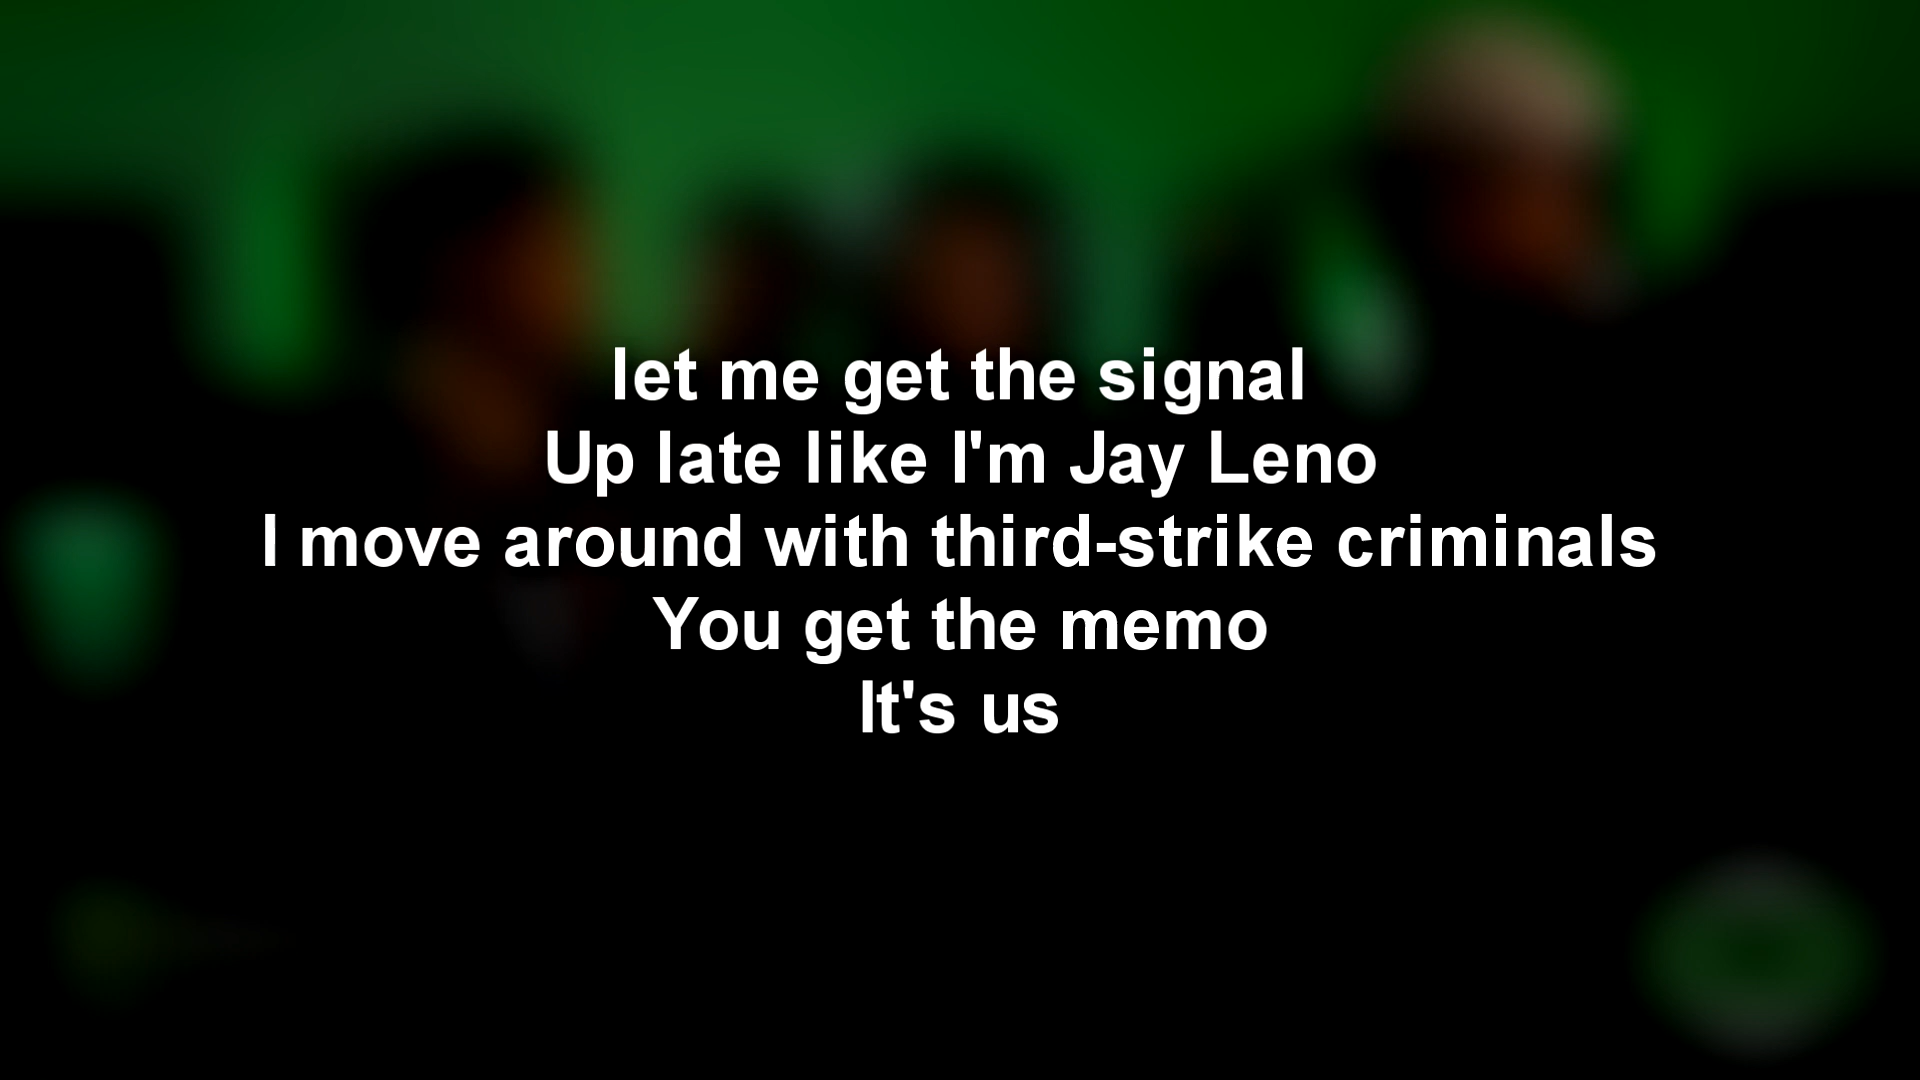 let me get the signal
Up late like I'm Jay Leno
I move around with third-strike criminals
You get the memo
It's us